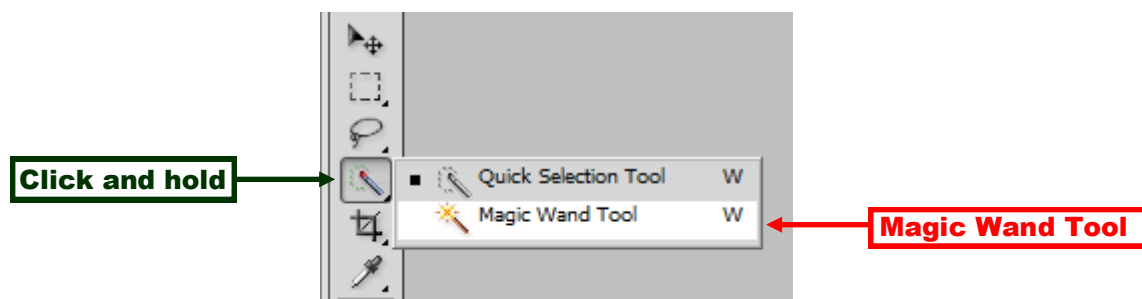 Quick Selection Tool W
Click and hold
Magic Wand Tool W
Magic Wand Tool